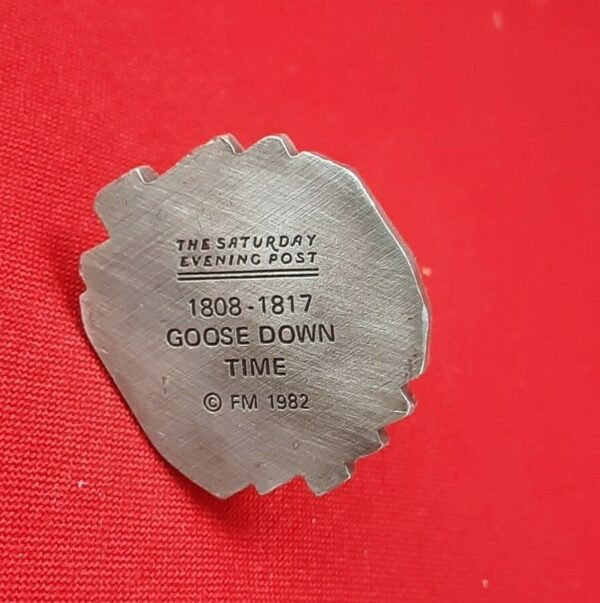 THE SATURDAY
EVENING POST
1808-1817
GOOSE DOWN
TIME
© FM 1982